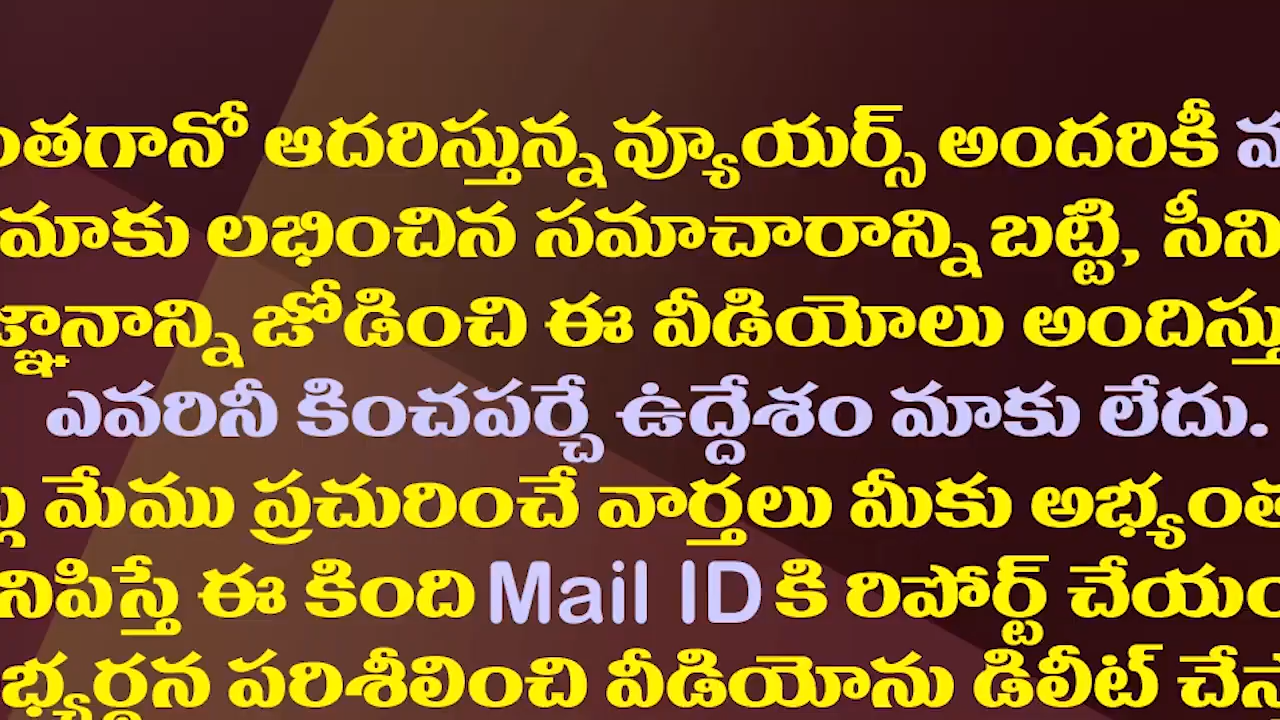 ఆదరిస్తున్న వ్యూయర్స్ అందరికీ
మాకు లభించిన సమాచారాన్ని బట్టి,
జోడించి ఈ వీడియోలు
ఎవరినీ కించపర్చే ఉద్దేశం మాకు లేదు.
మేము ప్రచురించే వార్తలు మీకు
ఈ కింది Mail ID కి రిపోర్ట్
పరిశీలించి వీడియోను డిలీట్